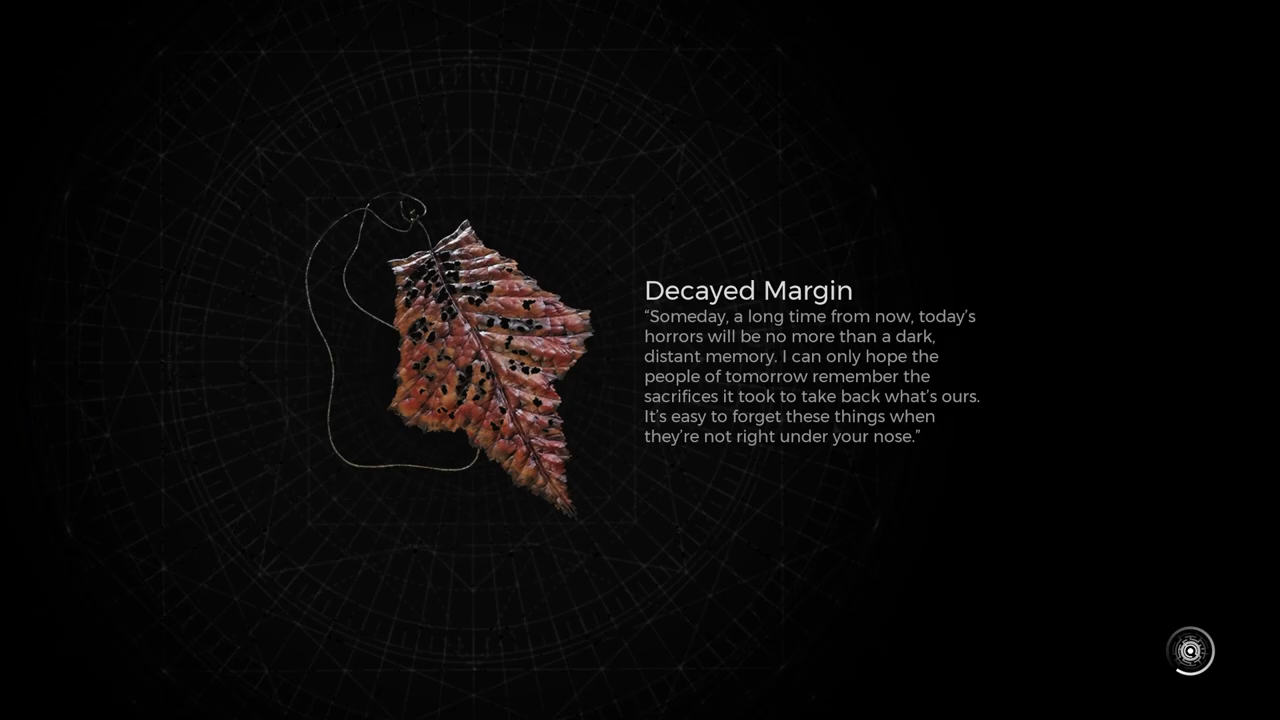 Decayed Margin
“Someday, a long time from now, today’s
horrors will be no more than a dark,
distant memory. I can only hope the
people of tomorrow remember the
sacrifices it took to take back what’s ours.
It’s easy to forget these things when
they’re not right under your nose.”